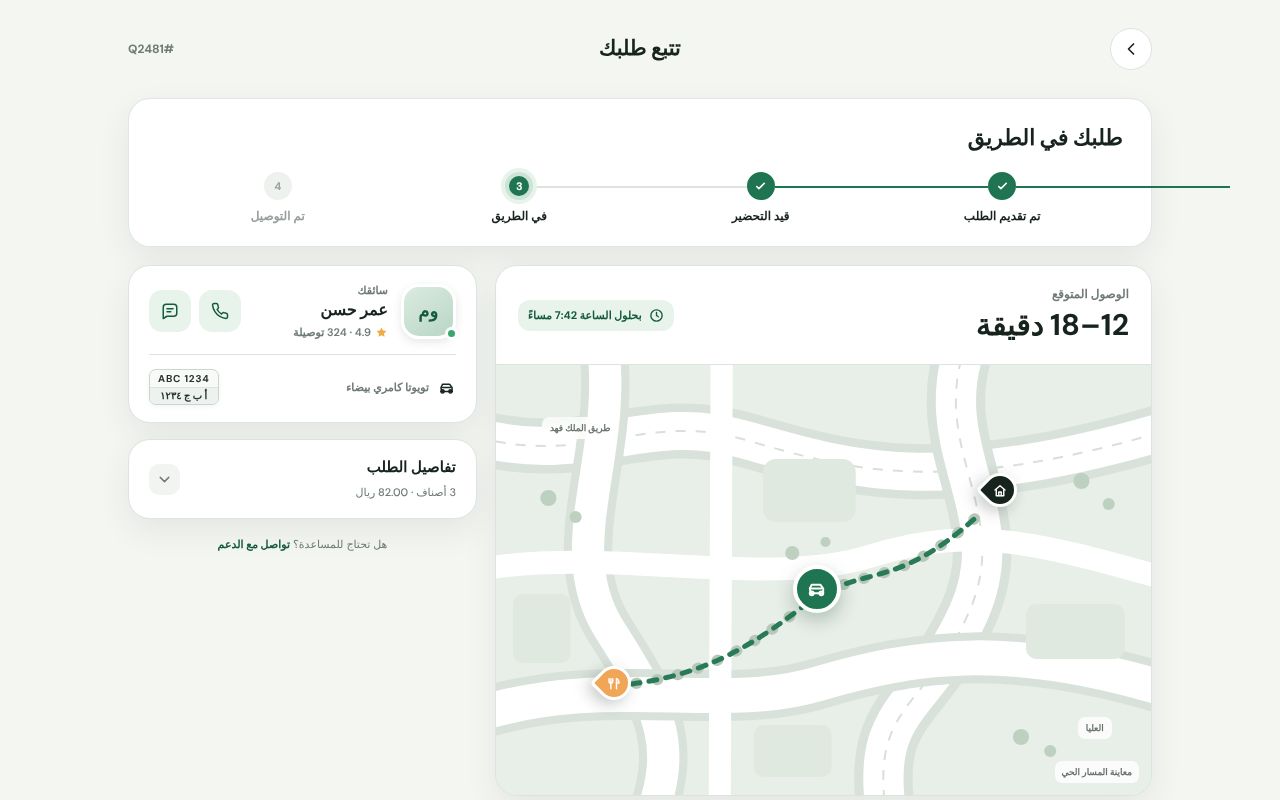 تتبع طلبك
#Q2481
طلبك في الطريق
تم تقديم الطلب
قيد التحضير
3
في الطريق
4
تم التوصيل
الوصول المتوقع
12–18 دقيقة
بحلول الساعة 7:42 مساءً
طريق الملك فهد
العليا
معاينة المسار الحي
وم
سائقك
عمر حسن
4.9 · 324 توصيلة
تويوتا كامري بيضاء
ABC 1234
أ ب ج ١٢٣٤
تفاصيل الطلب
3 أصناف · 82.00 ريال
هل تحتاج للمساعدة؟ تواصل مع الدعم